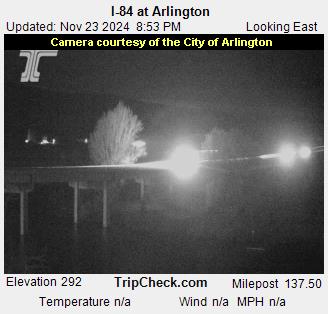 I-84 at Arlington
Updated: Nov 23 2024 8:53 PM Looking East
Camera courtesy of the City of Arlington
Elevation 292 TripCheck.com Milepost 137.50
Temperature n/a Wind n/a MPH n/a